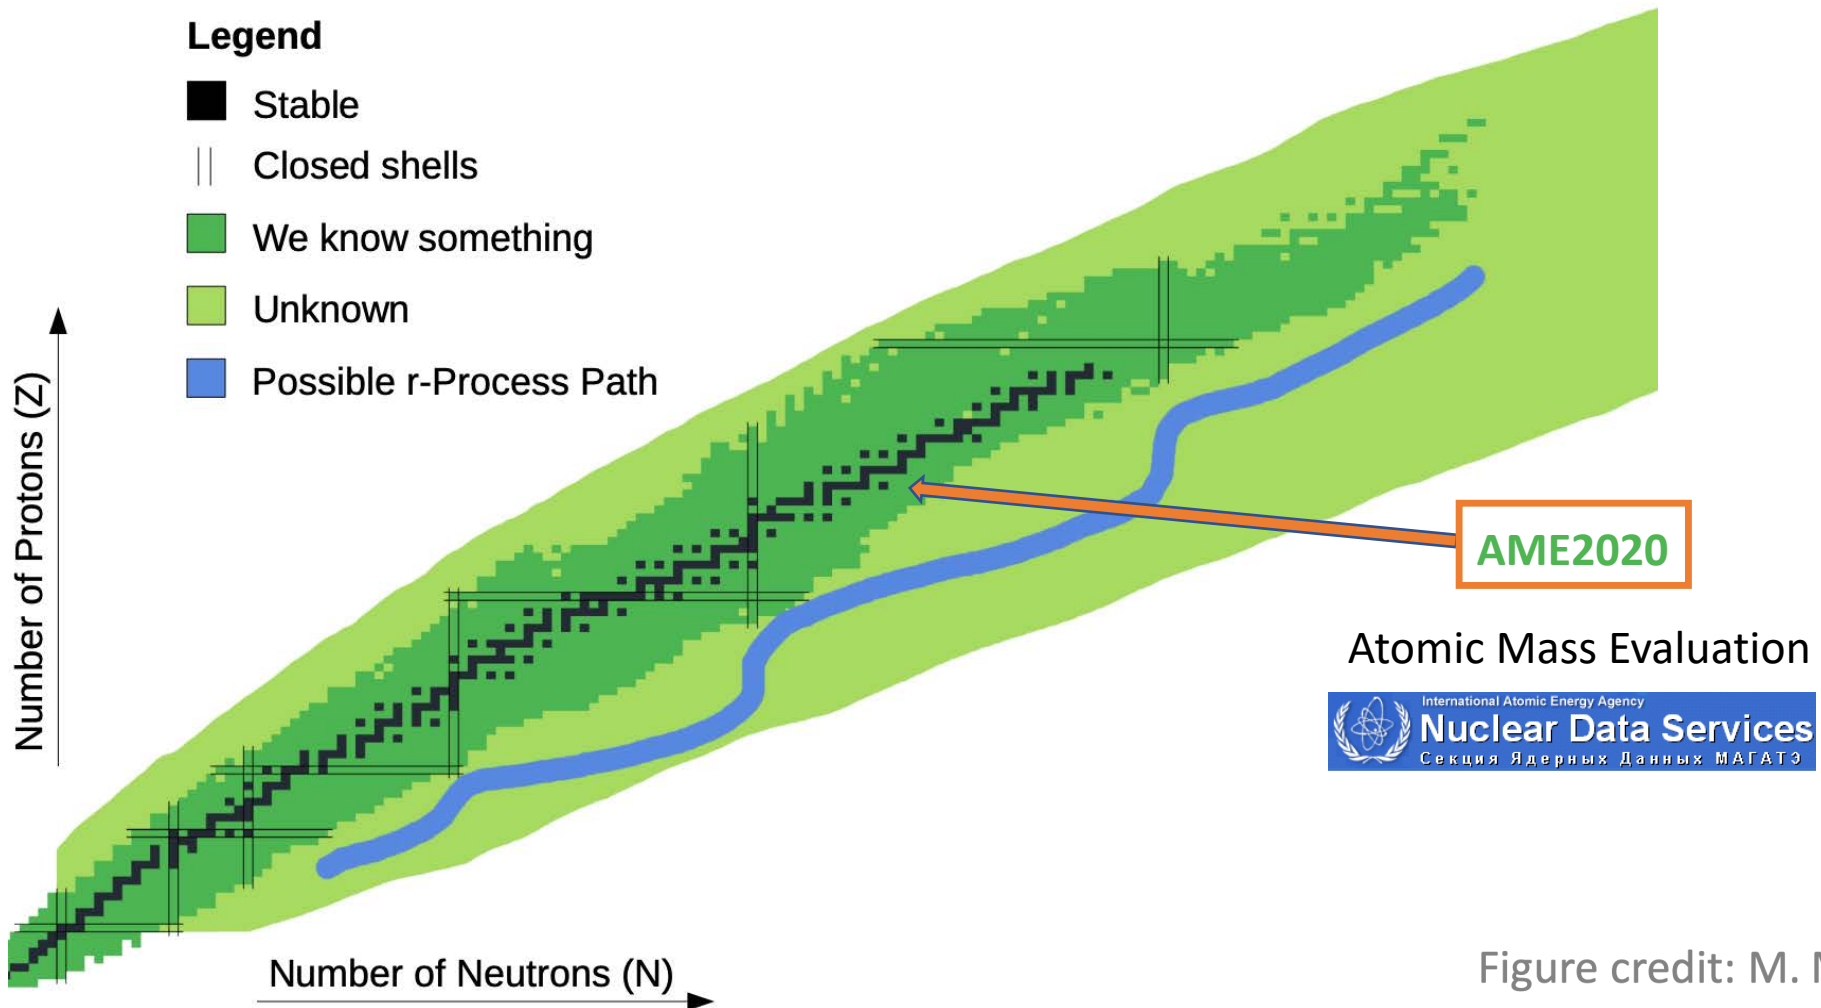 Legend
Stable
Closed shells
We know something
Unknown
Possible r-Process Path
Number of Protons (Z)
Number of Neutrons (N)
AME2020
Atomic Mass Evaluation
International Atomic Energy Agency
Nuclear Data Services
Секция Ядерных Данных МАГАТЭ
Figure credit: M.